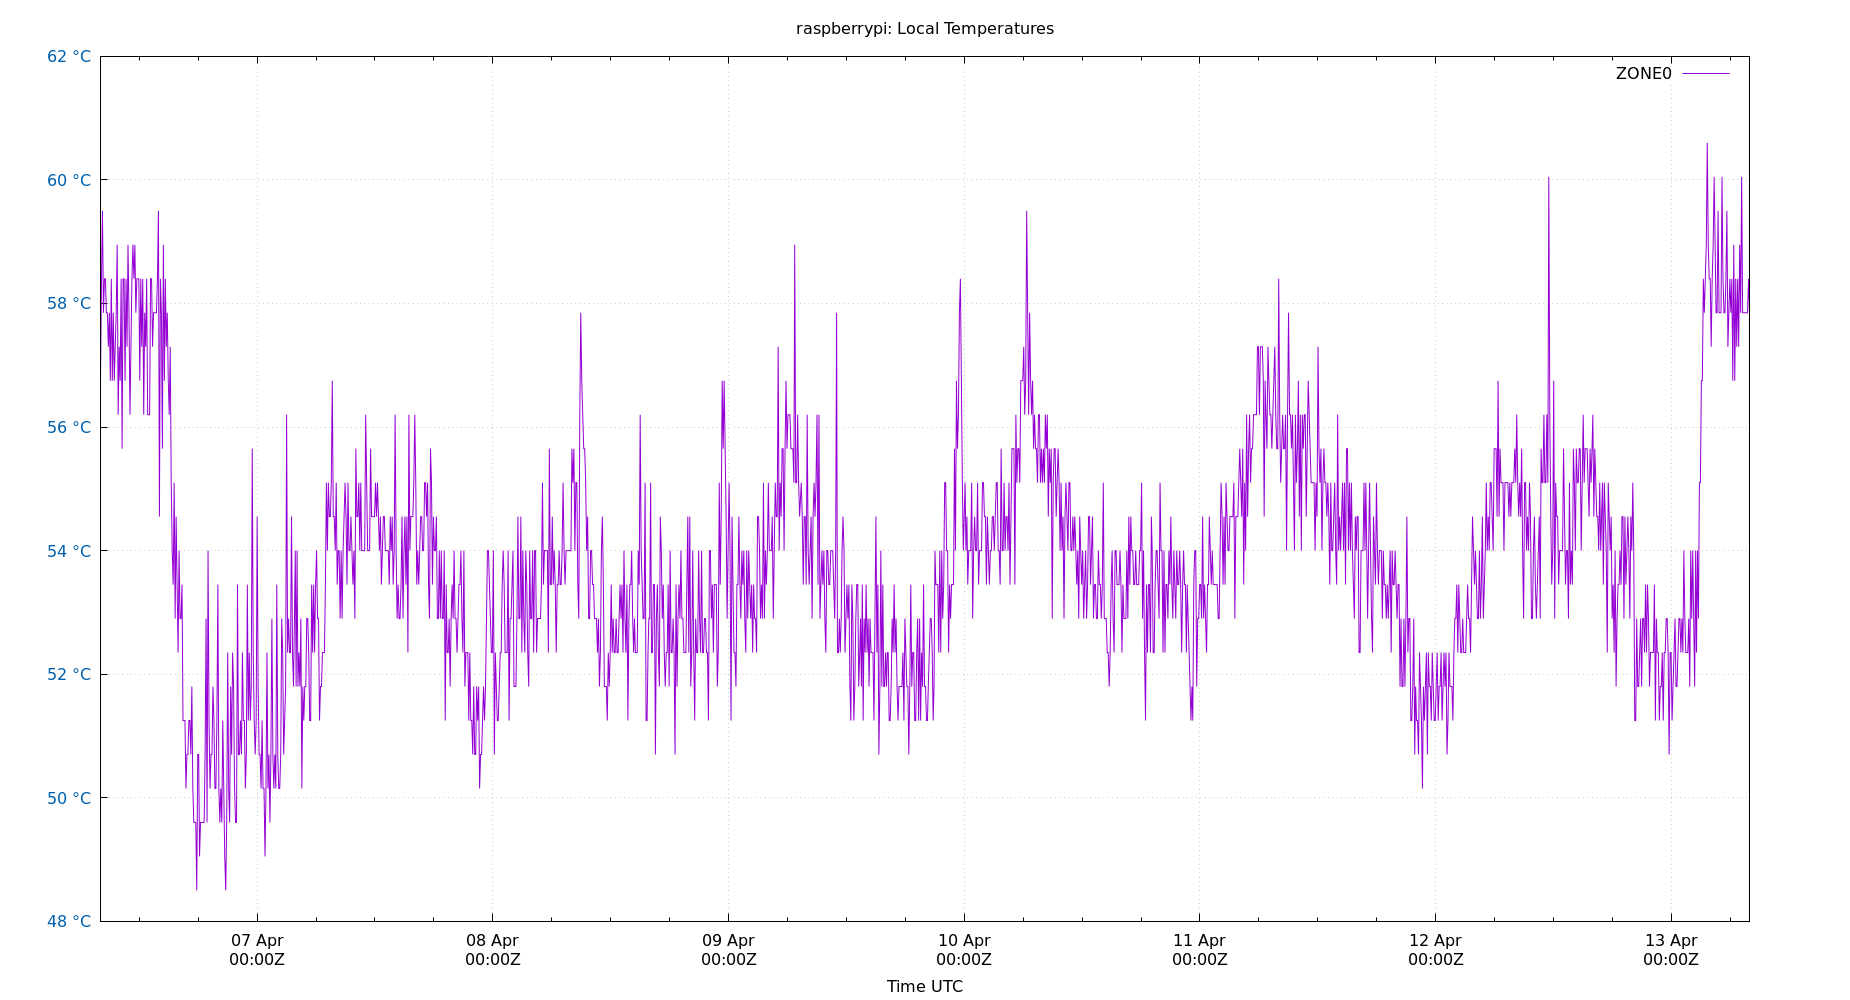 raspberrypi: Local Temperatures
62 °C
ZONE0
60 °C
58 °C
56 °C
54 °C
52 °C
50 °C
48 °C
07 Apr 08 Apr 09 Apr 10 Apr 11 Apr 12 Apr 13 Apr
00:00Z 00:00Z 00:00Z 00:00Z 00:00Z 00:00Z 00:00Z
Time UTC